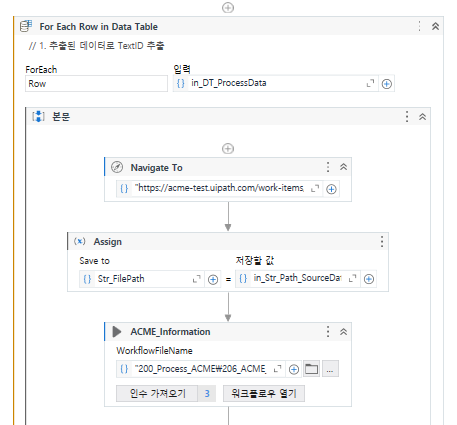 For Each Row in Data Table
// 1. 추출된 데이터로 TextID 추출
ForEach
입력
Row
in_DT_ProcessData
본문
Navigate To
"https://acme-test.uipath.com/work-items,
Assign
Save to
저장할 값
Str_FilePath
=
in_Str_Path_SourceDat
ACME_Information
WorkflowFileName
"200_Process_ACME₩206_ACME_
...
인수 가져오기 3
워크플로우 열기